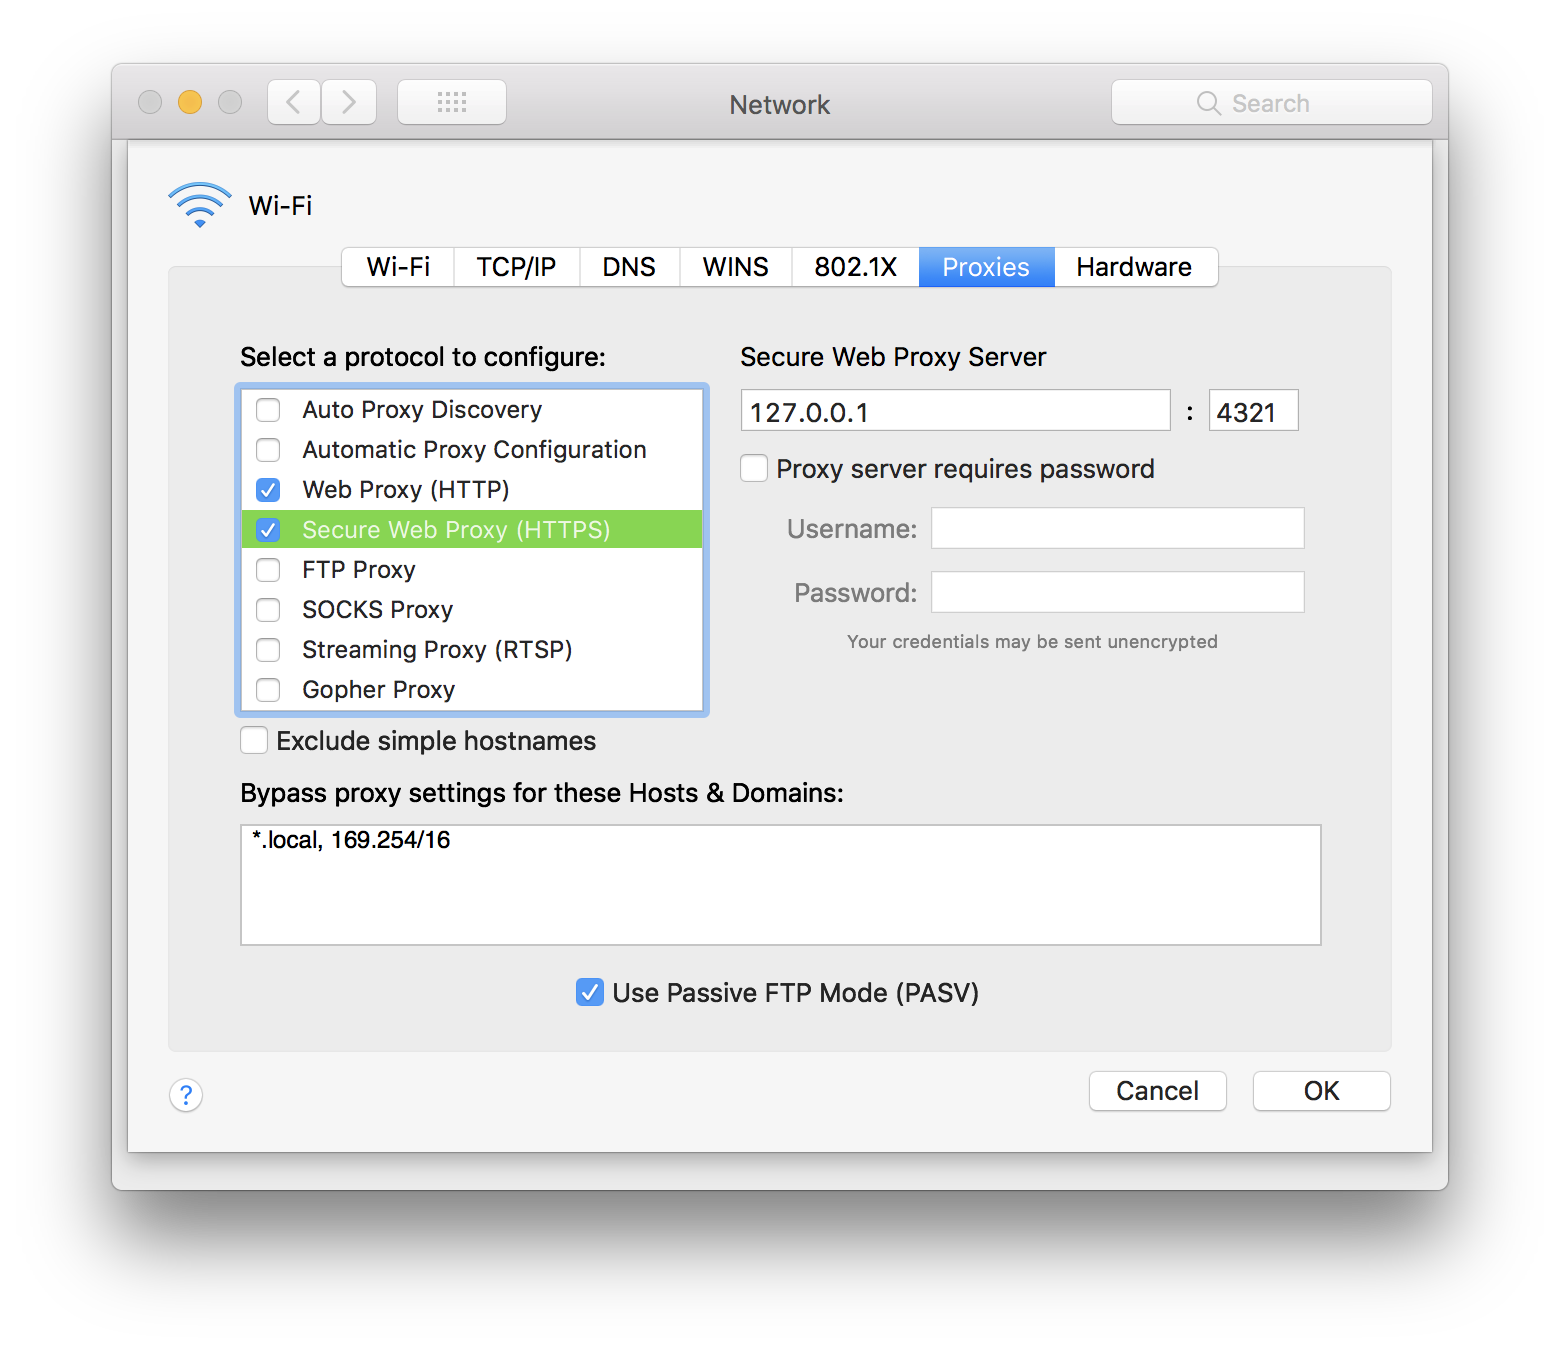 Network
Search
Wi-Fi
Wi-Fi TCP/IP DNS WINS 802.1X Proxies Hardware
Select a protocol to configure:
Auto Proxy Discovery
Automatic Proxy Configuration
Web Proxy (HTTP)
Secure Web Proxy (HTTPS)
FTP Proxy
SOCKS Proxy
Streaming Proxy (RTSP)
Gopher Proxy
Exclude simple hostnames
Secure Web Proxy Server
127.0.0.1 : 4321
Proxy server requires password
Username:
Password:
Your credentials may be sent unencrypted
Bypass proxy settings for these Hosts & Domains:
*.local, 169.254/16
Use Passive FTP Mode (PASV)
?
Cancel
OK